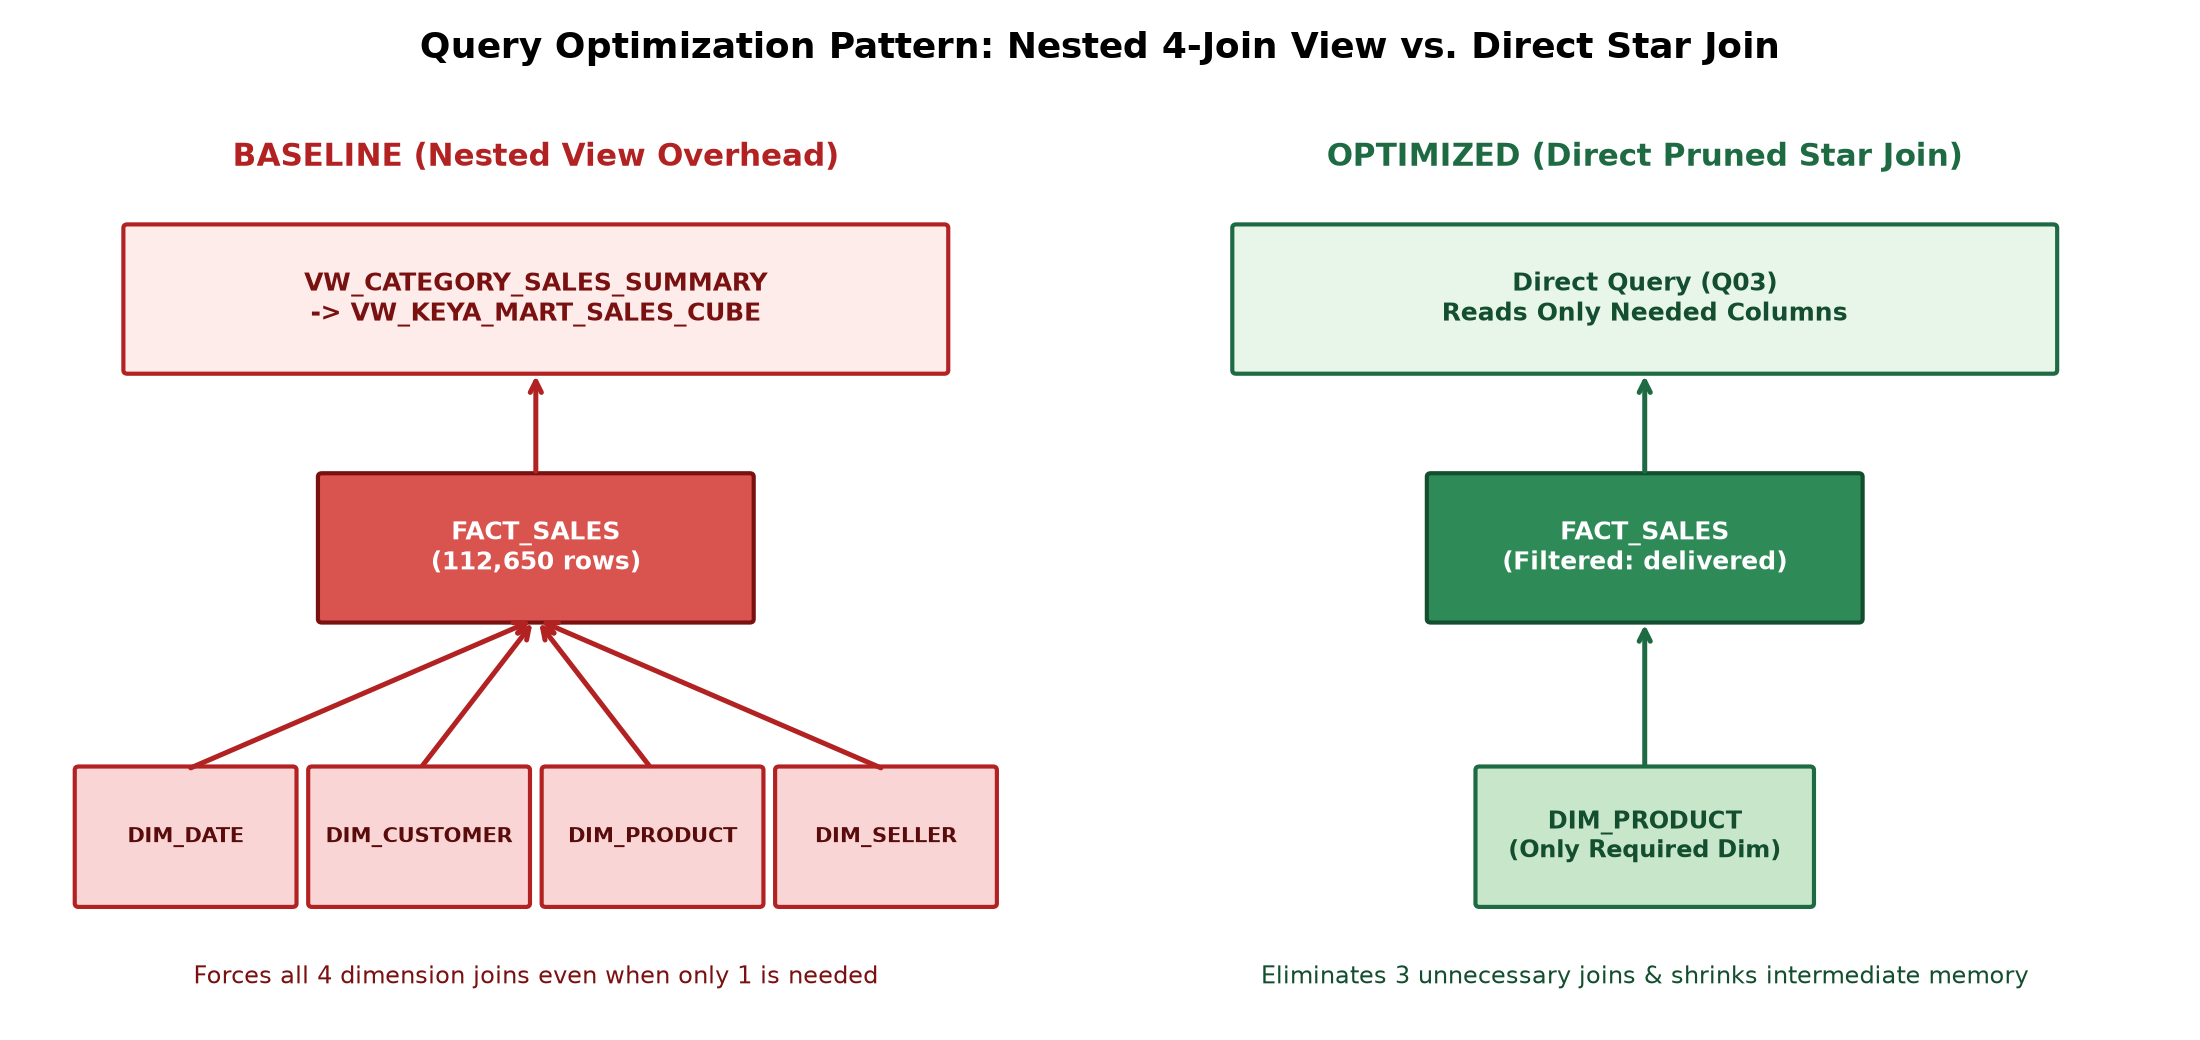 Query Optimization Pattern: Nested 4-Join View vs. Direct Star Join
BASELINE (Nested View Overhead)
VW_CATEGORY_SALES_SUMMARY
-> VW_KEYA_MART_SALES_CUBE
FACT_SALES
(112,650 rows)
DIM_DATE
DIM_CUSTOMER
DIM_PRODUCT
DIM_SELLER
Forces all 4 dimension joins even when only 1 is needed
OPTIMIZED (Direct Pruned Star Join)
Direct Query (Q03)
Reads Only Needed Columns
FACT_SALES
(Filtered: delivered)
DIM_PRODUCT
(Only Required Dim)
Eliminates 3 unnecessary joins & shrinks intermediate memory